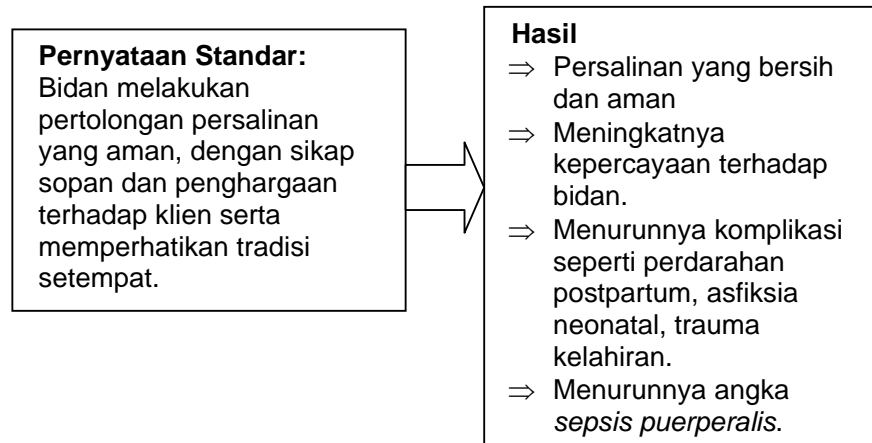 Pernyataan Standar:
Bidan melakukan
pertolongan persalinan
yang aman, dengan sikap
sopan dan penghargaan
terhadap klien serta
memperhatikan tradisi
setempat.
Hasil
⇒ Persalinan yang bersih
dan aman
⇒ Meningkatnya
kepercayaan terhadap
bidan.
⇒ Menurunnya komplikasi
seperti perdarahan
postpartum, asfiksia
neonatal, trauma
kelahiran.
⇒ Menurunnya angka
sepsis puerperalis.